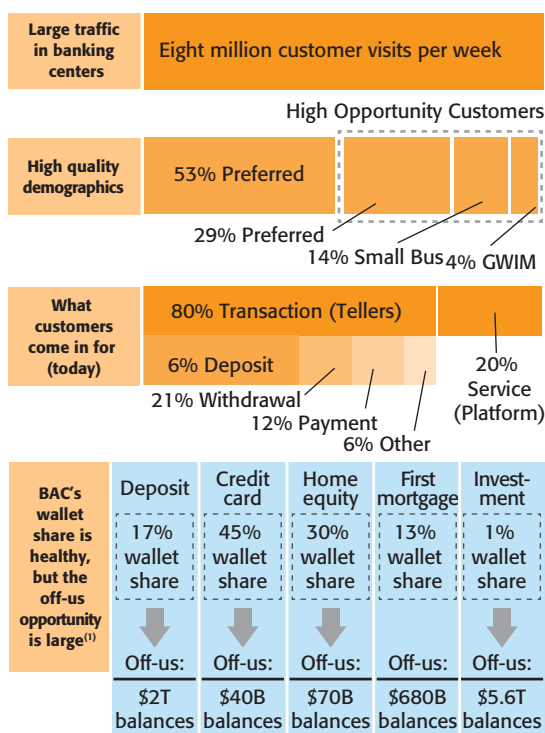 Large traffic
in banking
centers
Eight million customer visits per week
High Opportunity Customers
High quality
demographics
53% Preferred
29% Preferred
14% Small Bus
4% GWIM
What
customers
come in for
(today)
80% Transaction (Tellers)
6% Deposit
21% Withdrawal
12% Payment
6% Other
20%
Service
(Platform)
BAC’s
wallet
share is
healthy,
but the
off-us
opportunity
is large(1)
Deposit
17%
wallet
share
Off-us:
$2T
balances
Credit
card
45%
wallet
share
Off-us:
$40B
balances
Home
equity
30%
wallet
share
Off-us:
$70B
balances
First
mortgage
13%
wallet
share
Off-us:
$680B
balances
Invest-
ment
1%
wallet
share
Off-us:
$5.6T
balances